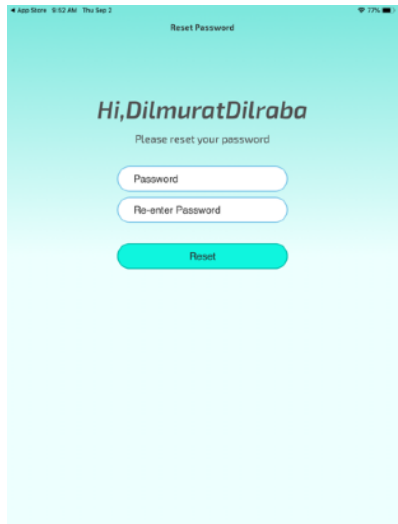 ◀ App Store 9:52 AM Thu Sep 2 77%
Reset Password
Hi,DilmuratDilraba
Please reset your password
Password
Re-enter Password
Reset